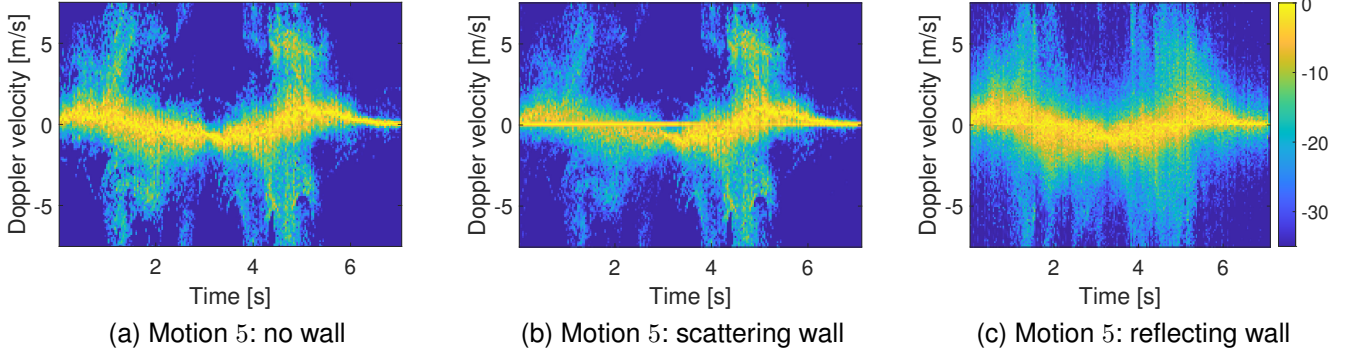 Doppler velocity [m/s]
5
0
-5
2
4
6
Time [s]
(a) Motion 5: no wall
Doppler velocity [m/s]
5
0
-5
2
4
6
Time [s]
(b) Motion 5: scattering wall
Doppler velocity [m/s]
5
0
-5
2
4
6
Time [s]
0
-10
-20
-30
(c) Motion 5: reflecting wall